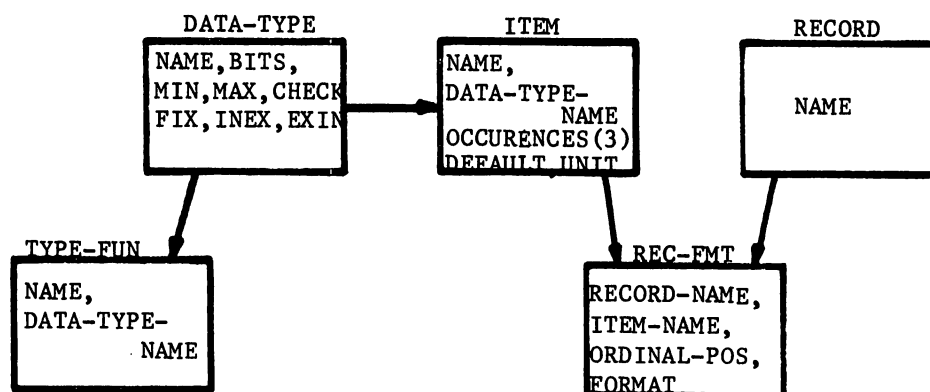 DATA-TYPE
NAME,BITS,
MIN,MAX,CHECK
FIX,INEX,EXIN
ITEM
NAME,
DATA-TYPE-
NAME
OCCURENCES(3)
DEFAULT UNIT
RECORD
NAME
TYPE-FUN
NAME,
DATA-TYPE-
NAME
REC-FMT
RECORD-NAME,
ITEM-NAME,
ORDINAL-POS,
FORMAT